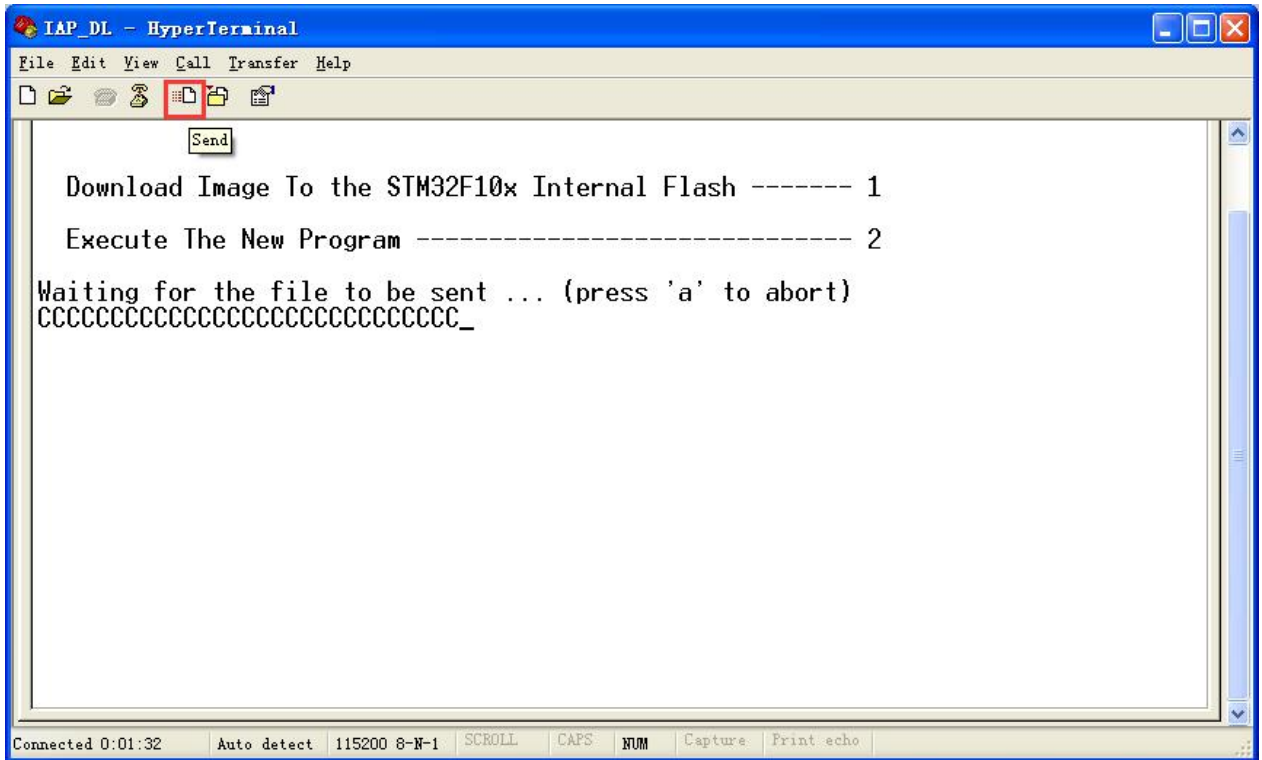 IAP_DL - HyperTerminal
File Edit View Call Transfer Help
Send
Download Image To the STM32F10x Internal Flash ------- 1
Execute The New Program ------------------------------ 2
Waiting for the file to be sent ... (press 'a' to abort)
CCCCCCCCCCCCCCCCCCCCCCCCCCCCC_
Connected 0:01:32 Auto detect 115200 8-N-1 SCROLL CAPS NUM Capture Print echo